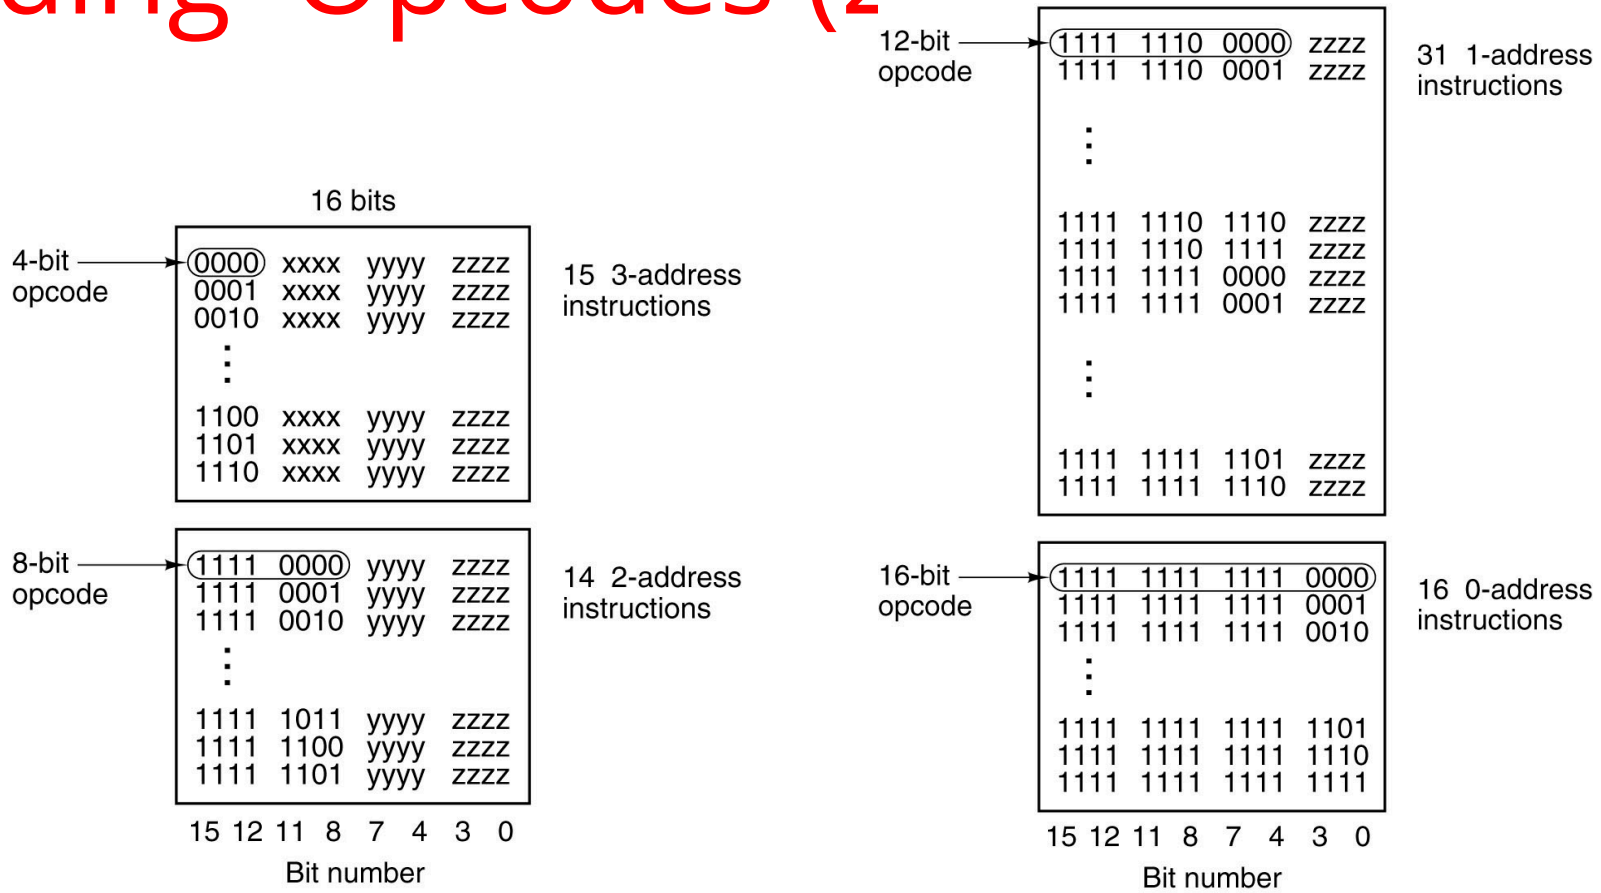 ding Opcodes (2
16 bits
4-bit
opcode
0000 xxxx yyyy zzzz
0001 xxxx yyyy zzzz
0010 xxxx yyyy zzzz
1100 xxxx yyyy zzzz
1101 xxxx yyyy zzzz
1110 xxxx yyyy zzzz
15 3-address
instructions
8-bit
opcode
1111 0000 yyyy zzzz
1111 0001 yyyy zzzz
1111 0010 yyyy zzzz
1111 1011 yyyy zzzz
1111 1100 yyyy zzzz
1111 1101 yyyy zzzz
14 2-address
instructions
15 12 11 8 7 4 3 0
Bit number
12-bit
opcode
1111 1110 0000 zzzz
1111 1110 0001 zzzz
1111 1110 1110 zzzz
1111 1110 1111 zzzz
1111 1111 0000 zzzz
1111 1111 0001 zzzz
1111 1111 1101 zzzz
1111 1111 1110 zzzz
31 1-address
instructions
16-bit
opcode
1111 1111 1111 0000
1111 1111 1111 0001
1111 1111 1111 0010
1111 1111 1111 1101
1111 1111 1111 1110
1111 1111 1111 1111
16 0-address
instructions
15 12 11 8 7 4 3 0
Bit number